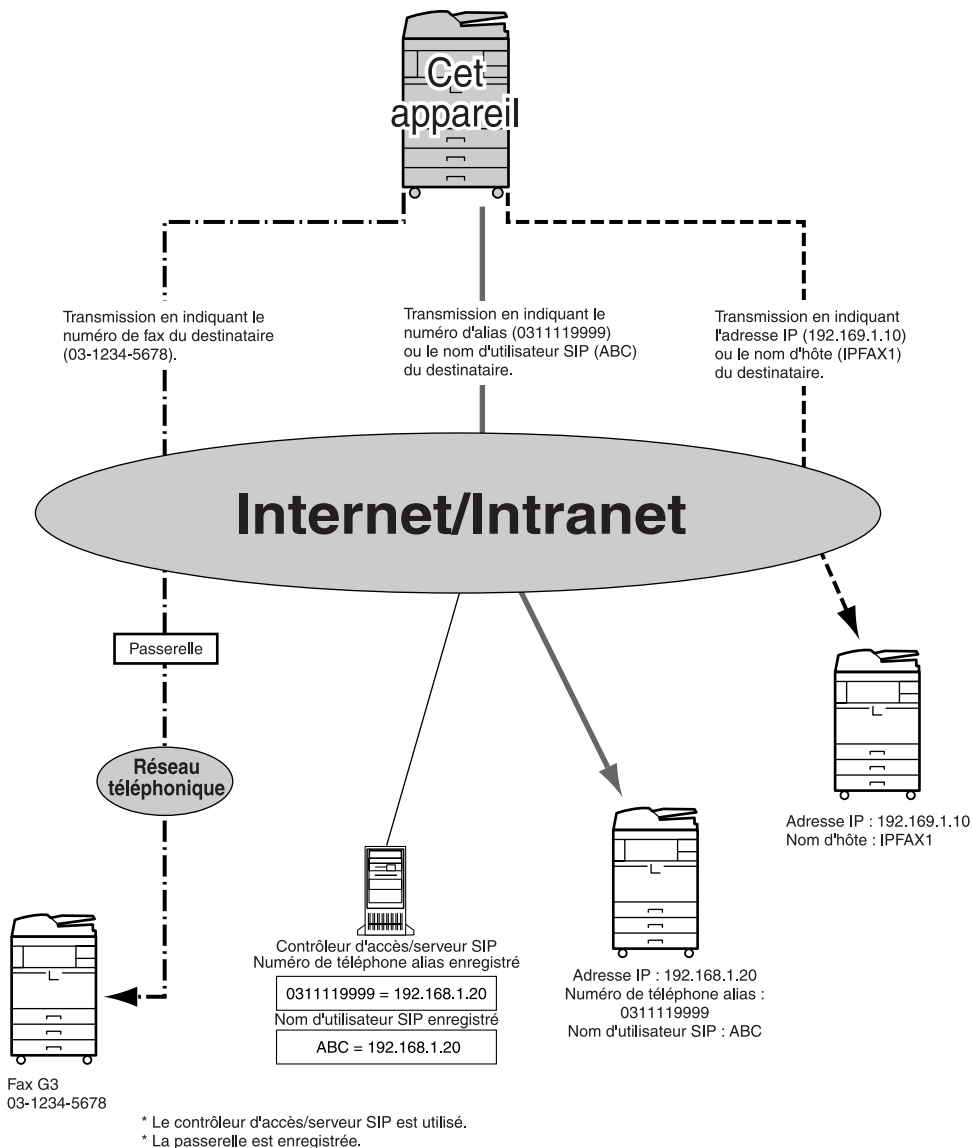 Cet
appareil
Transmission en indiquant le
numéro de fax du destinataire
(03-1234-5678).
Transmission en indiquant le
numéro d'alias (0311119999)
ou le nom d'utilisateur SIP (ABC)
du destinataire.
Transmission en indiquant
l'adresse IP (192.169.1.10)
ou le nom d'hôte (IPFAX1)
du destinataire.
Internet/Intranet
Passerelle
Réseau
téléphonique
Fax G3
03-1234-5678
Contrôleur d'accès/serveur SIP
Numéro de téléphone alias enregistré
0311119999 = 192.168.1.20
Nom d'utilisateur SIP enregistré
ABC = 192.168.1.20
Adresse IP : 192.168.1.20
Numéro de téléphone alias :
0311119999
Nom d'utilisateur SIP : ABC
Adresse IP : 192.169.1.10
Nom d'hôte : IPFAX1
* Le contrôleur d'accès/serveur SIP est utilisé.
* La passerelle est enregistrée.